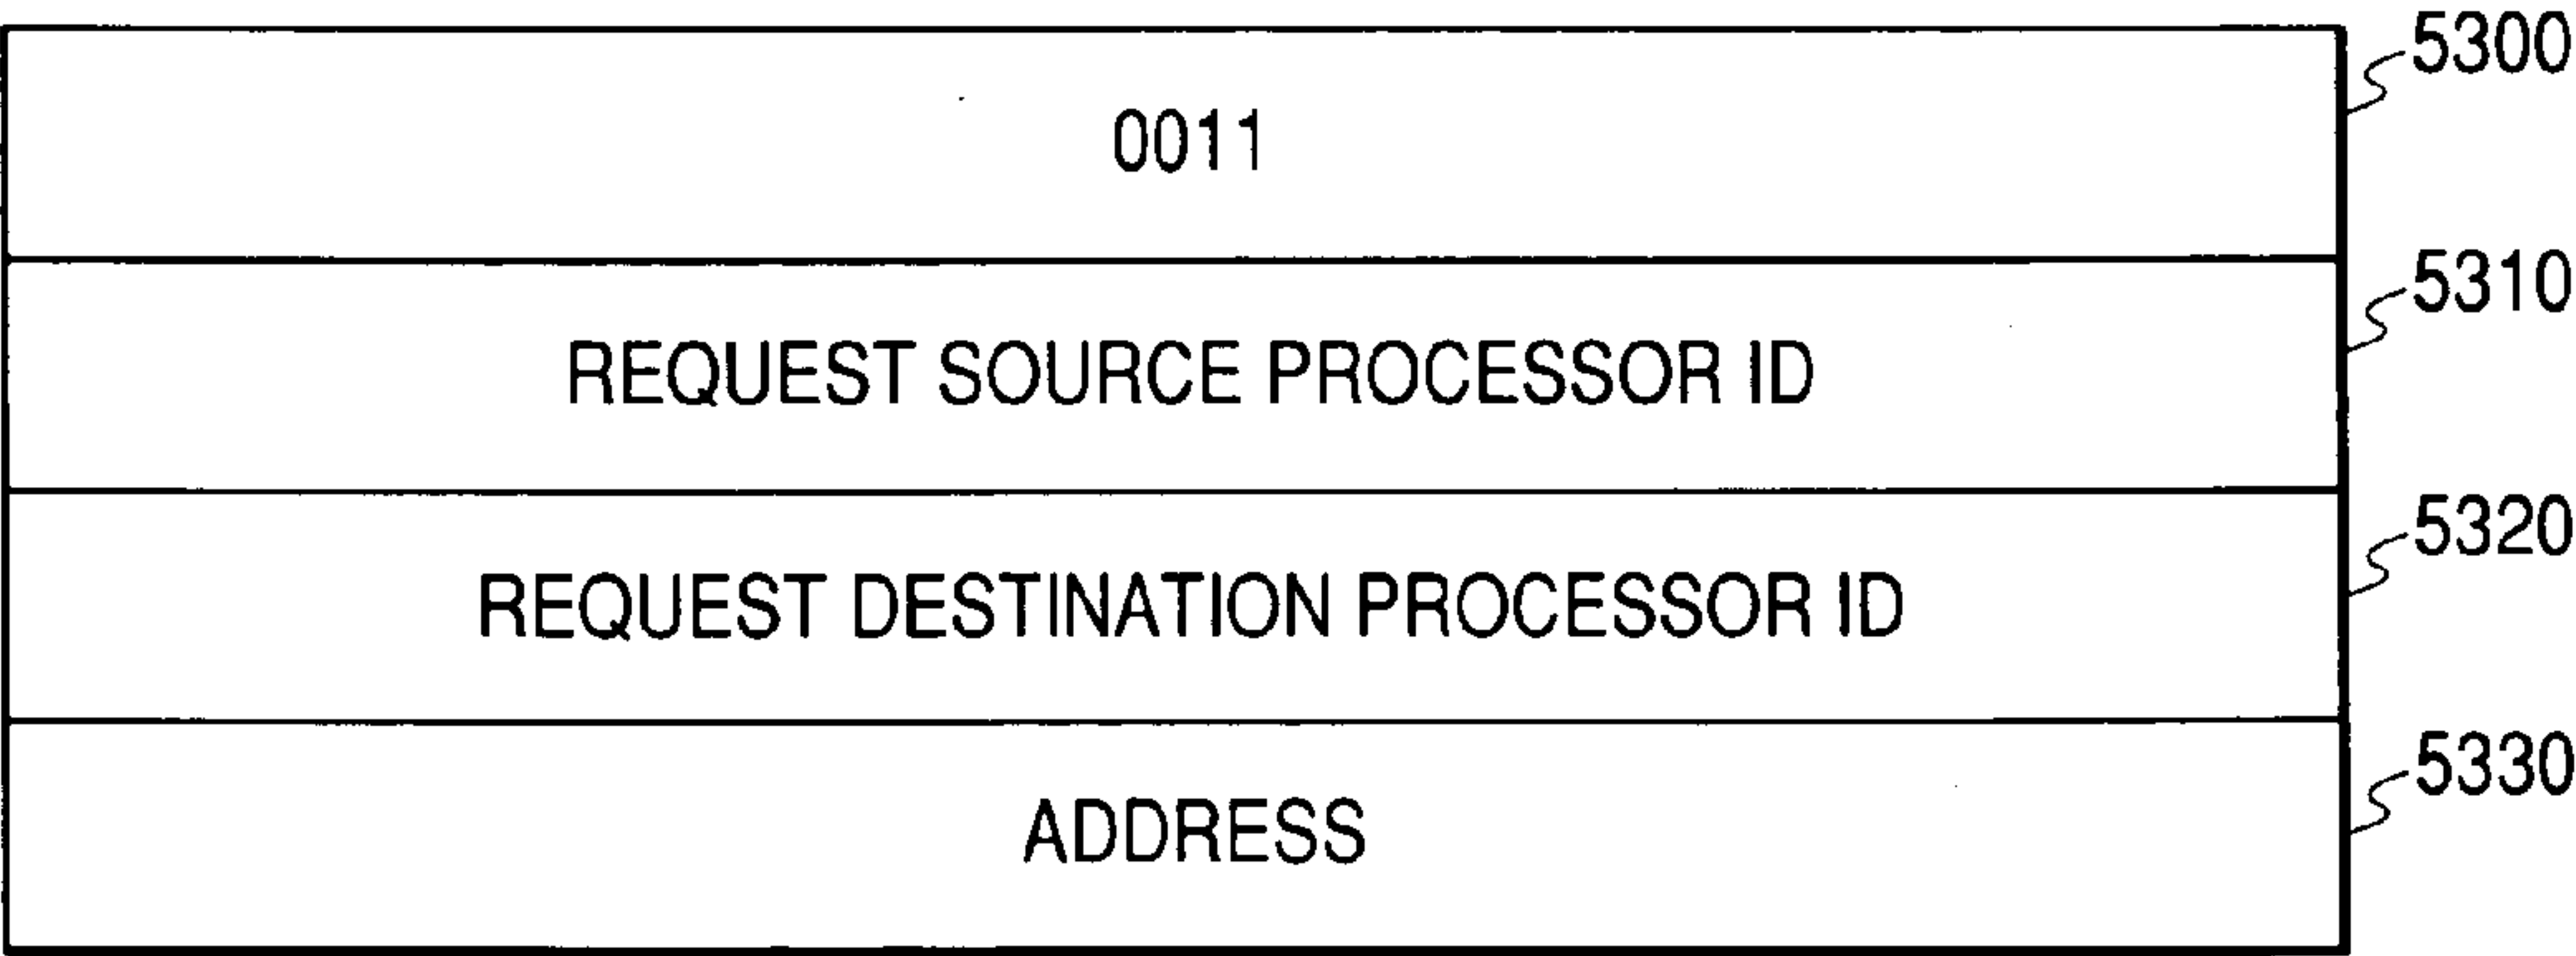 5300
0011
5310
REQUEST SOURCE PROCESSOR ID
5320
REQUEST DESTINATION PROCESSOR ID
5330
ADDRESS